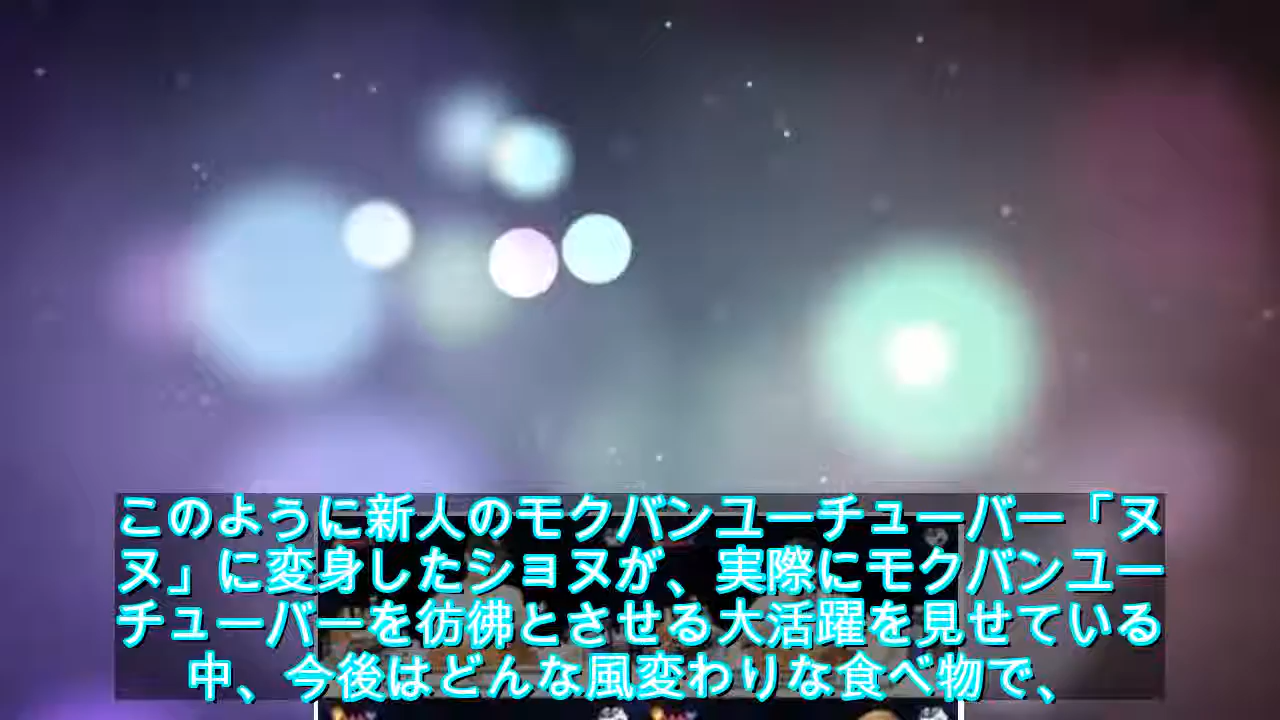 このように新人のモクバンユーチューバー「ヌ
ヌ」に変身したショヌが、実際にモクバンユー
チューバーを彷彿とさせる大活躍を見せている
中、今後はどんな風変わりな食べ物で、